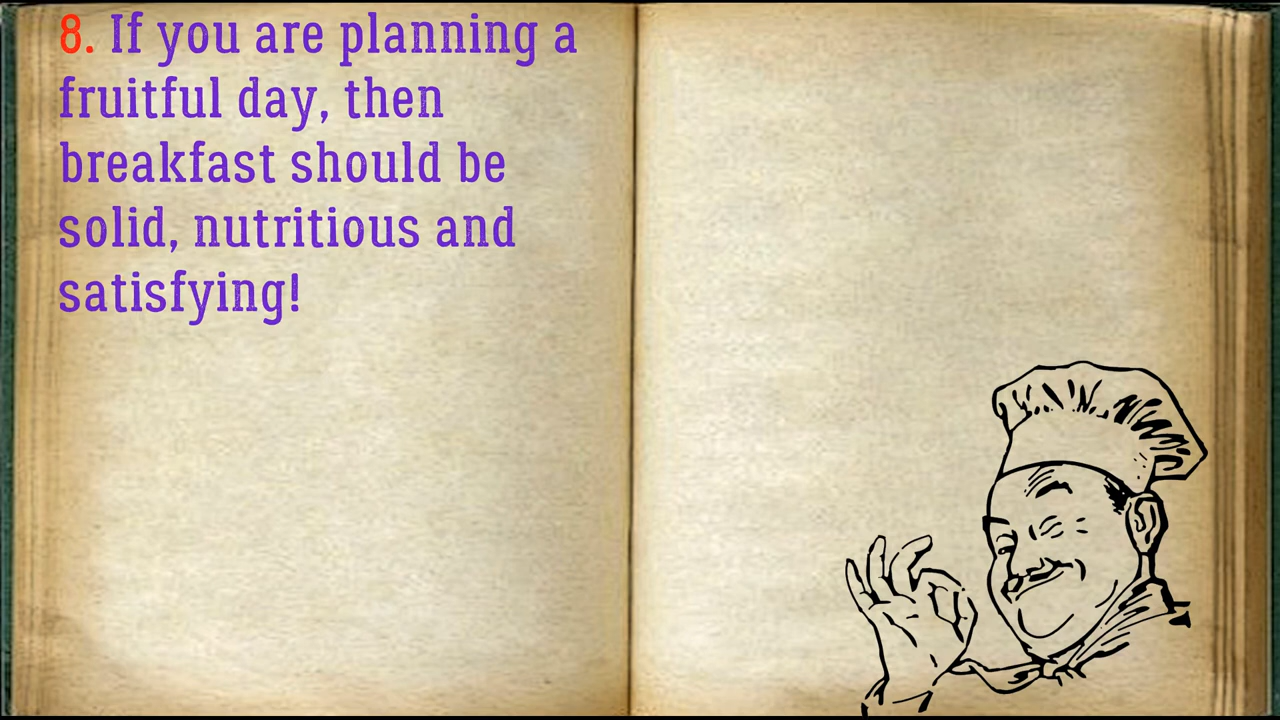 8. If you are planning a
fruitful day, then
breakfast should be
solid, nutritious and
satisfying!